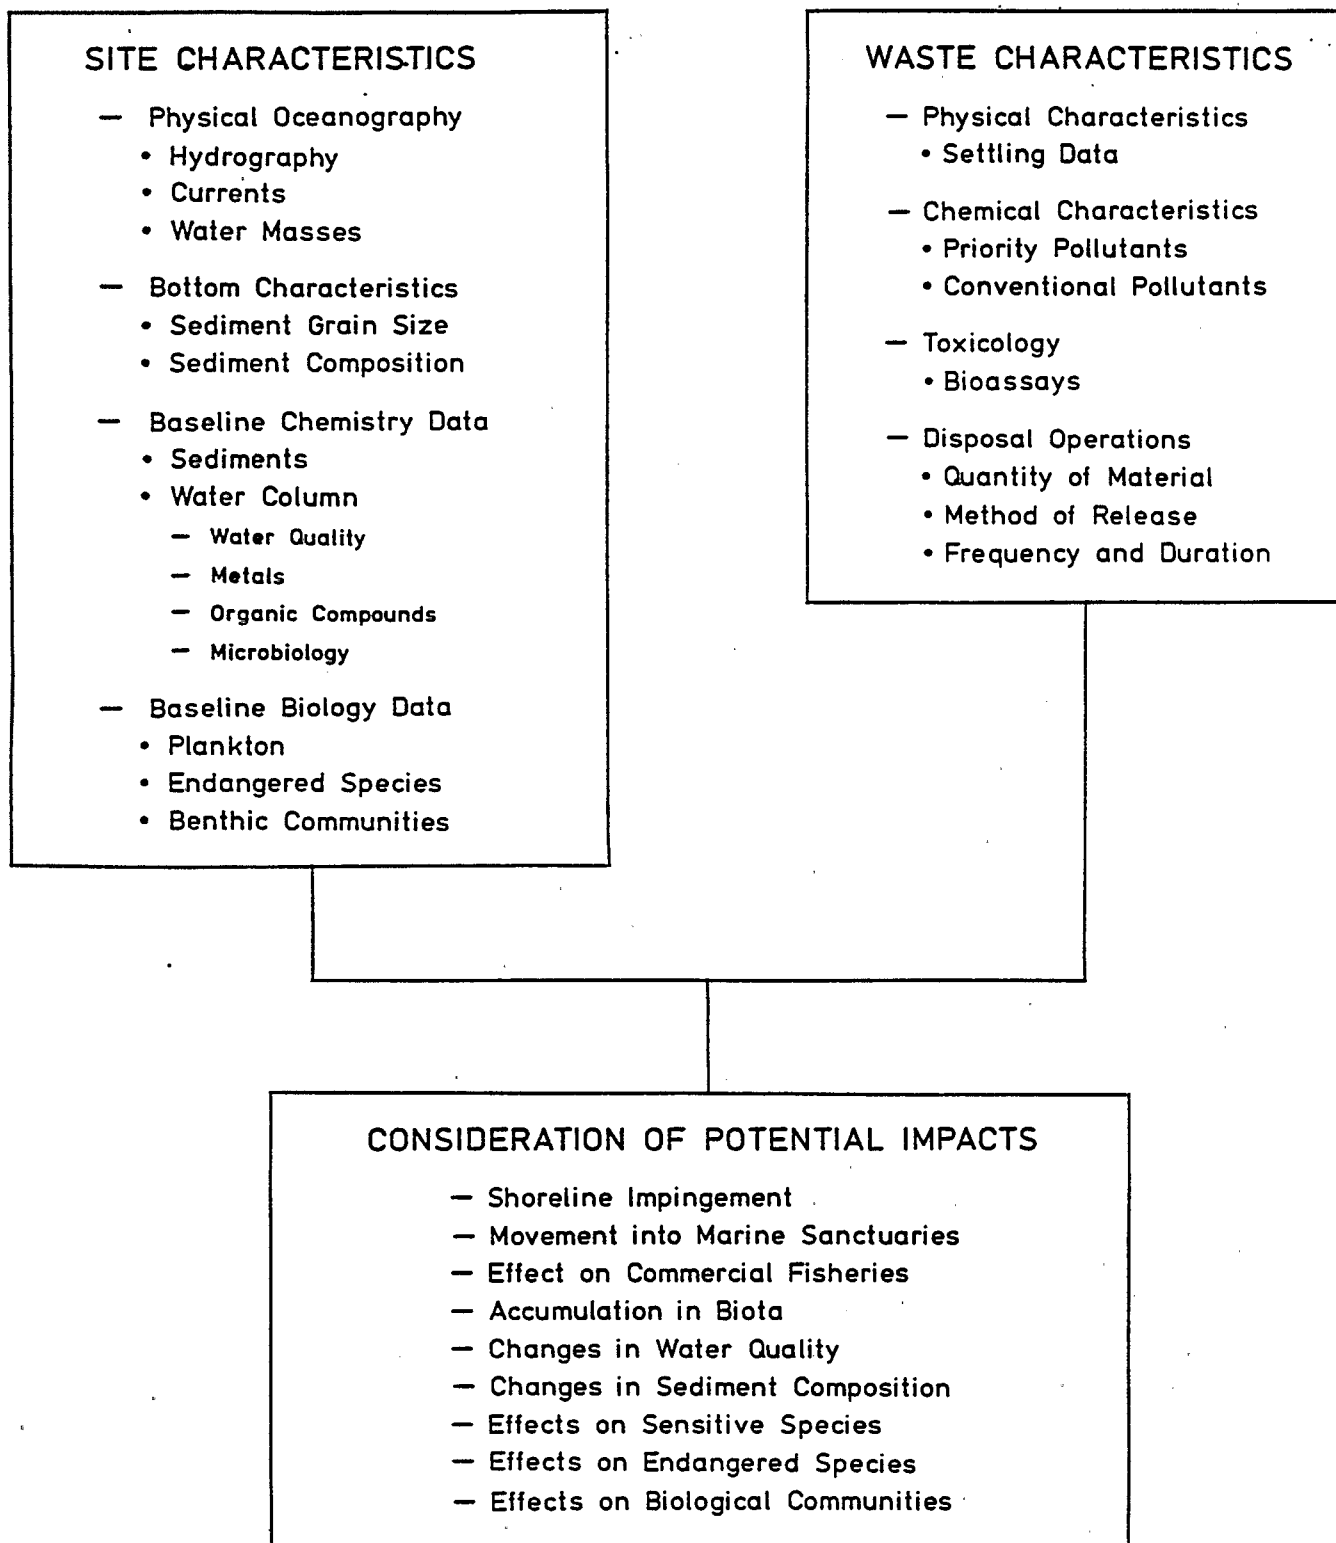 SITE CHARACTERISTICS
— Physical Oceanography
• Hydrography
• Currents
• Water Masses
— Bottom Characteristics
• Sediment Grain Size
• Sediment Composition
— Baseline Chemistry Data
• Sediments
• Water Column
— Water Quality
— Metals
— Organic Compounds
— Microbiology
— Baseline Biology Data
• Plankton
• Endangered Species
• Benthic Communities
WASTE CHARACTERISTICS
— Physical Characteristics
• Settling Data
— Chemical Characteristics
• Priority Pollutants
• Conventional Pollutants
— Toxicology
• Bioassays
— Disposal Operations
• Quantity of Material
• Method of Release
• Frequency and Duration
CONSIDERATION OF POTENTIAL IMPACTS
— Shoreline Impingement
— Movement into Marine Sanctuaries
— Effect on Commercial Fisheries
— Accumulation in Biota
— Changes in Water Quality
— Changes in Sediment Composition
— Effects on Sensitive Species
— Effects on Endangered Species
— Effects on Biological Communities